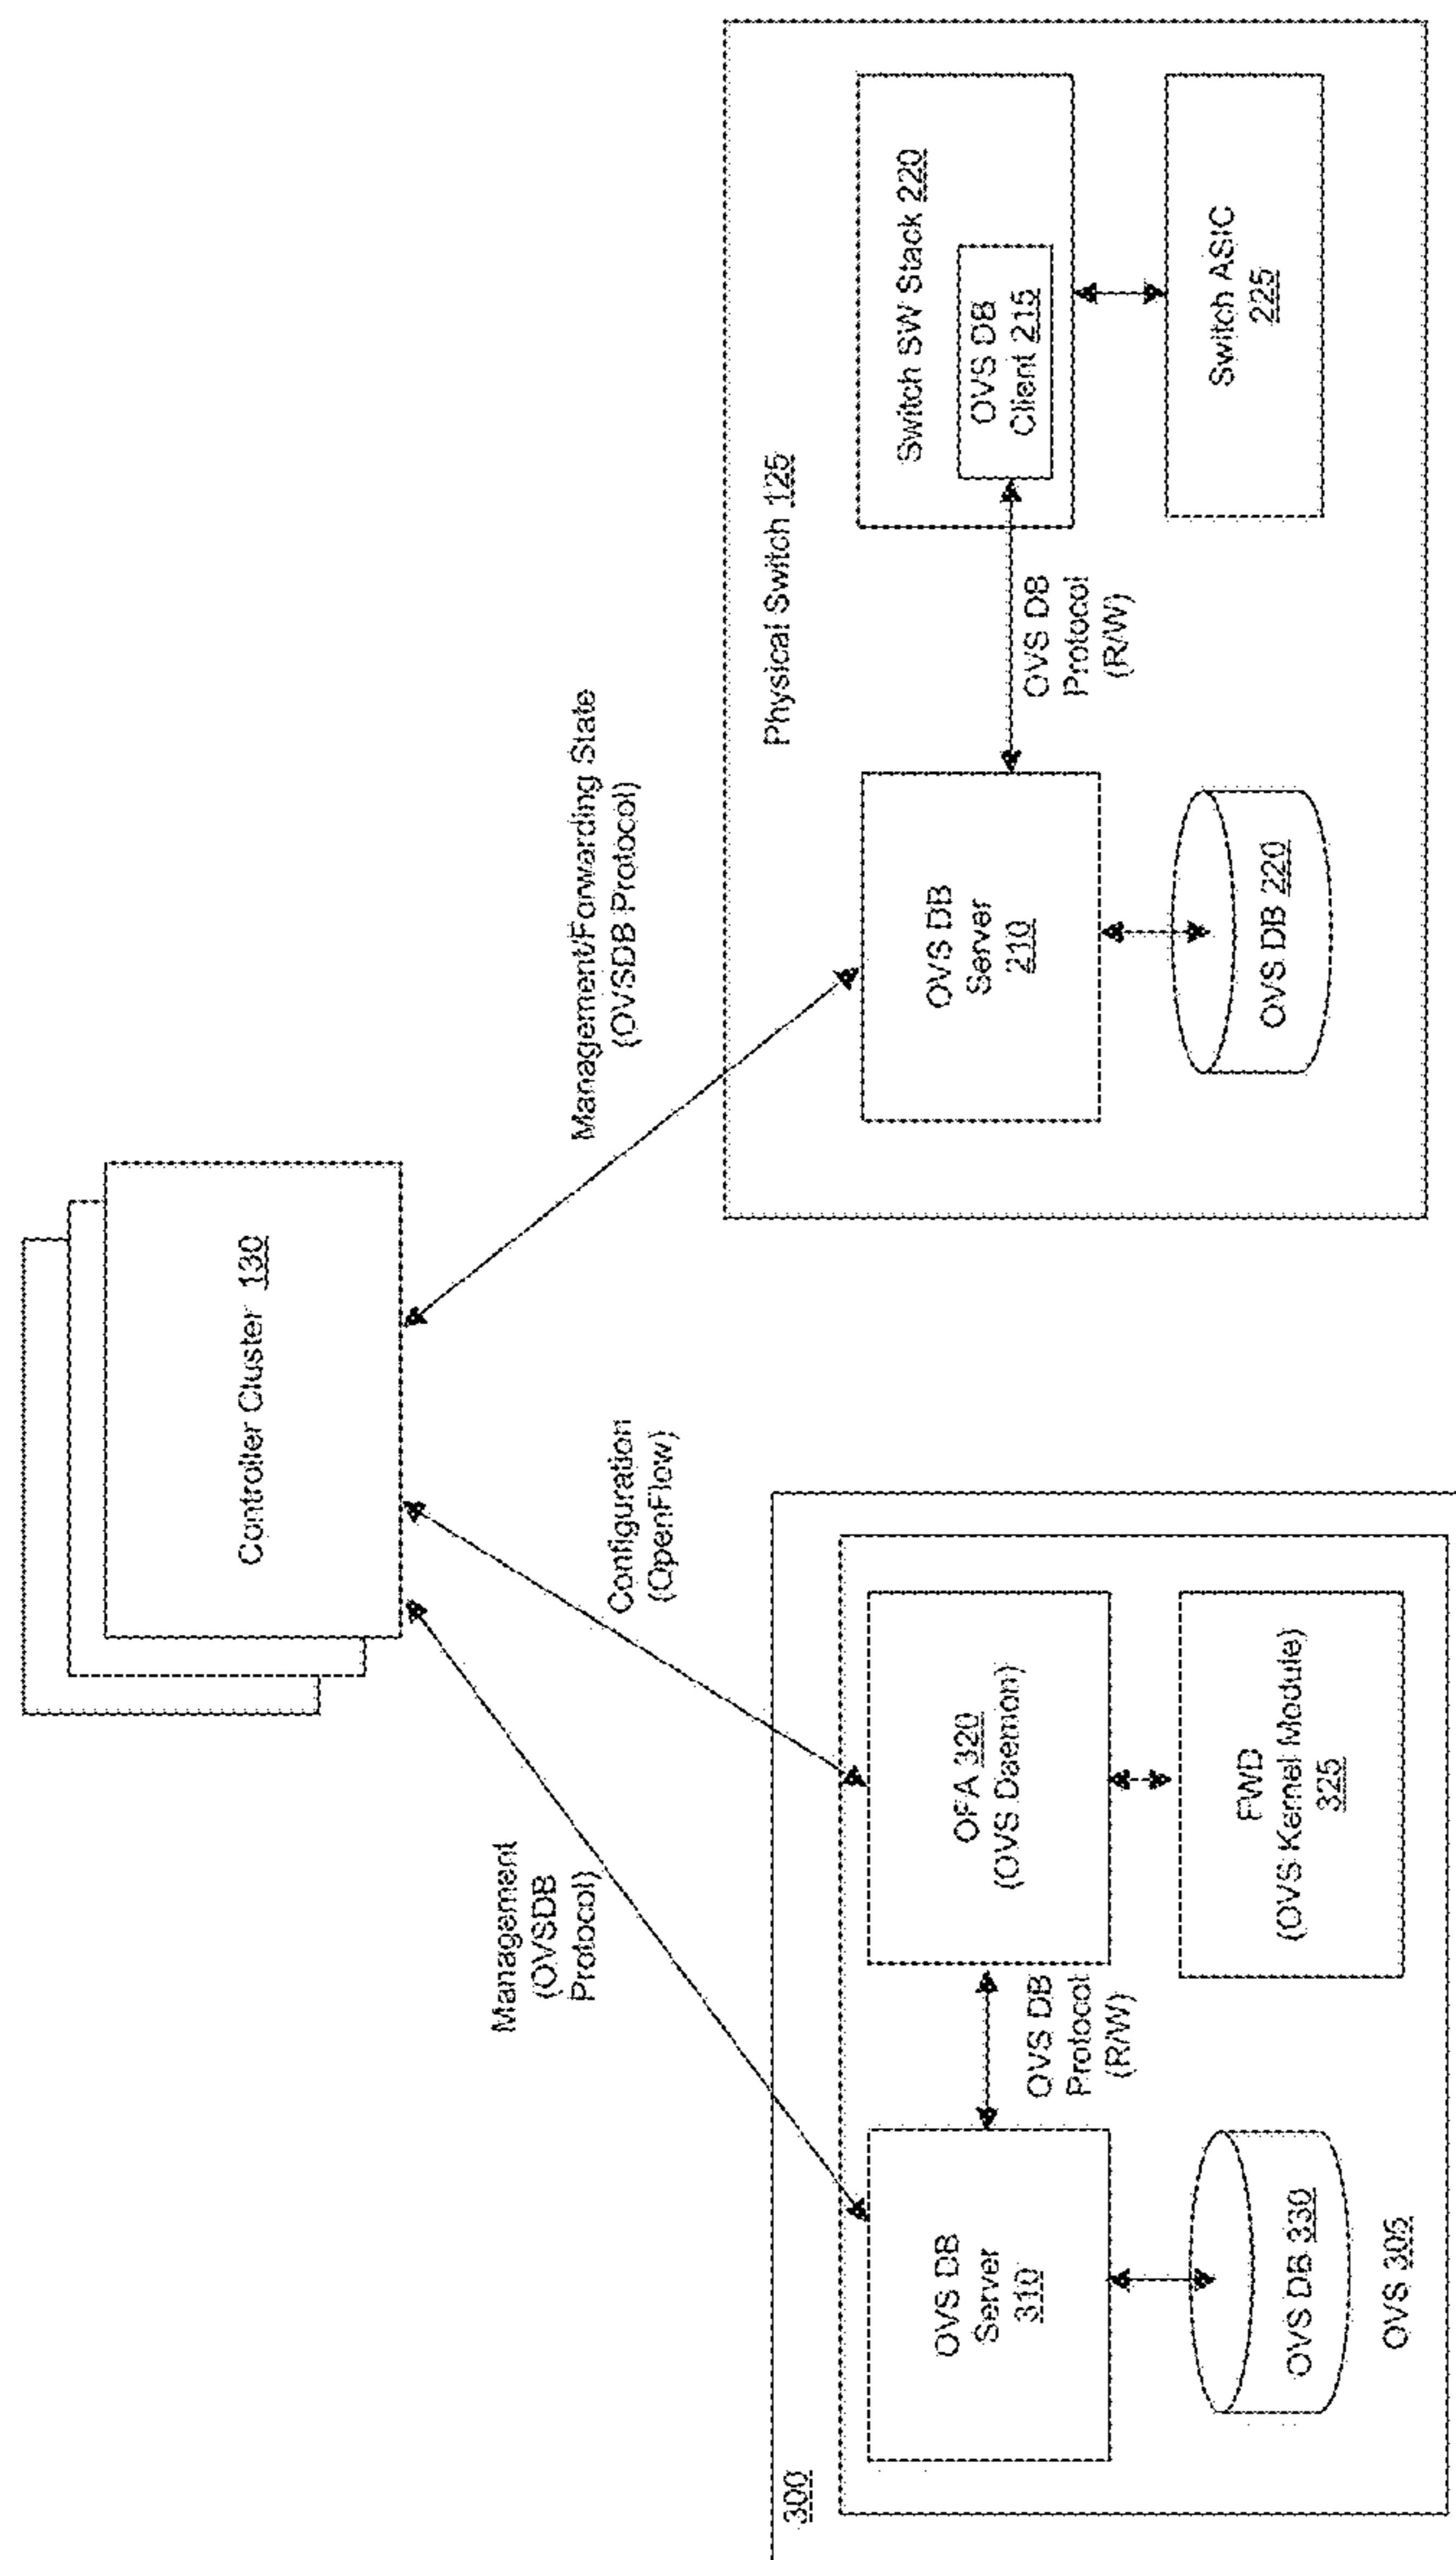 Controller Cluster 130
Management
(OVSDB
Protocol)
Configuration
(OpenFlow)
Management/Forwarding State
(OVSDB Protocol)
300
OVS DB
Server
310
OVS DB
Protocol
(R/W)
OFA 320
(OVS Daemon)
OVS DB 330
FWD
(OVS Kernel Module)
325
OVS 305
Physical Switch 125
OVS DB
Server
210
OVS DB
Protocol
(R/W)
Switch SW Stack 220
OVS DB
Client 215
OVS DB 220
Switch ASIC
225